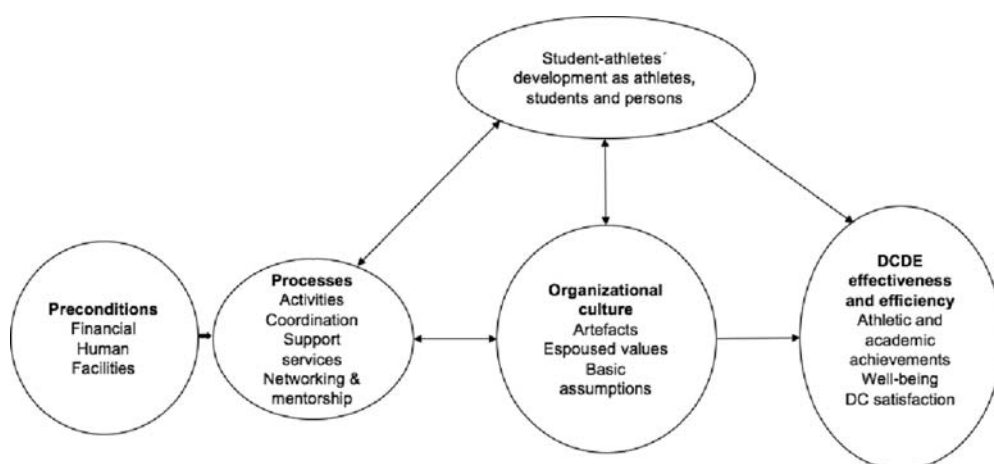 Student-athletes´
development as athletes,
students and persons
Preconditions
Financial
Human
Facilities
Processes
Activities
Coordination
Support
services
Networking &
mentorship
Organizational
culture
Artefacts
Espoused values
Basic
assumptions
DCDE
effectiveness
and efficiency
Athletic and
academic
achievements
Well-being
DC satisfaction